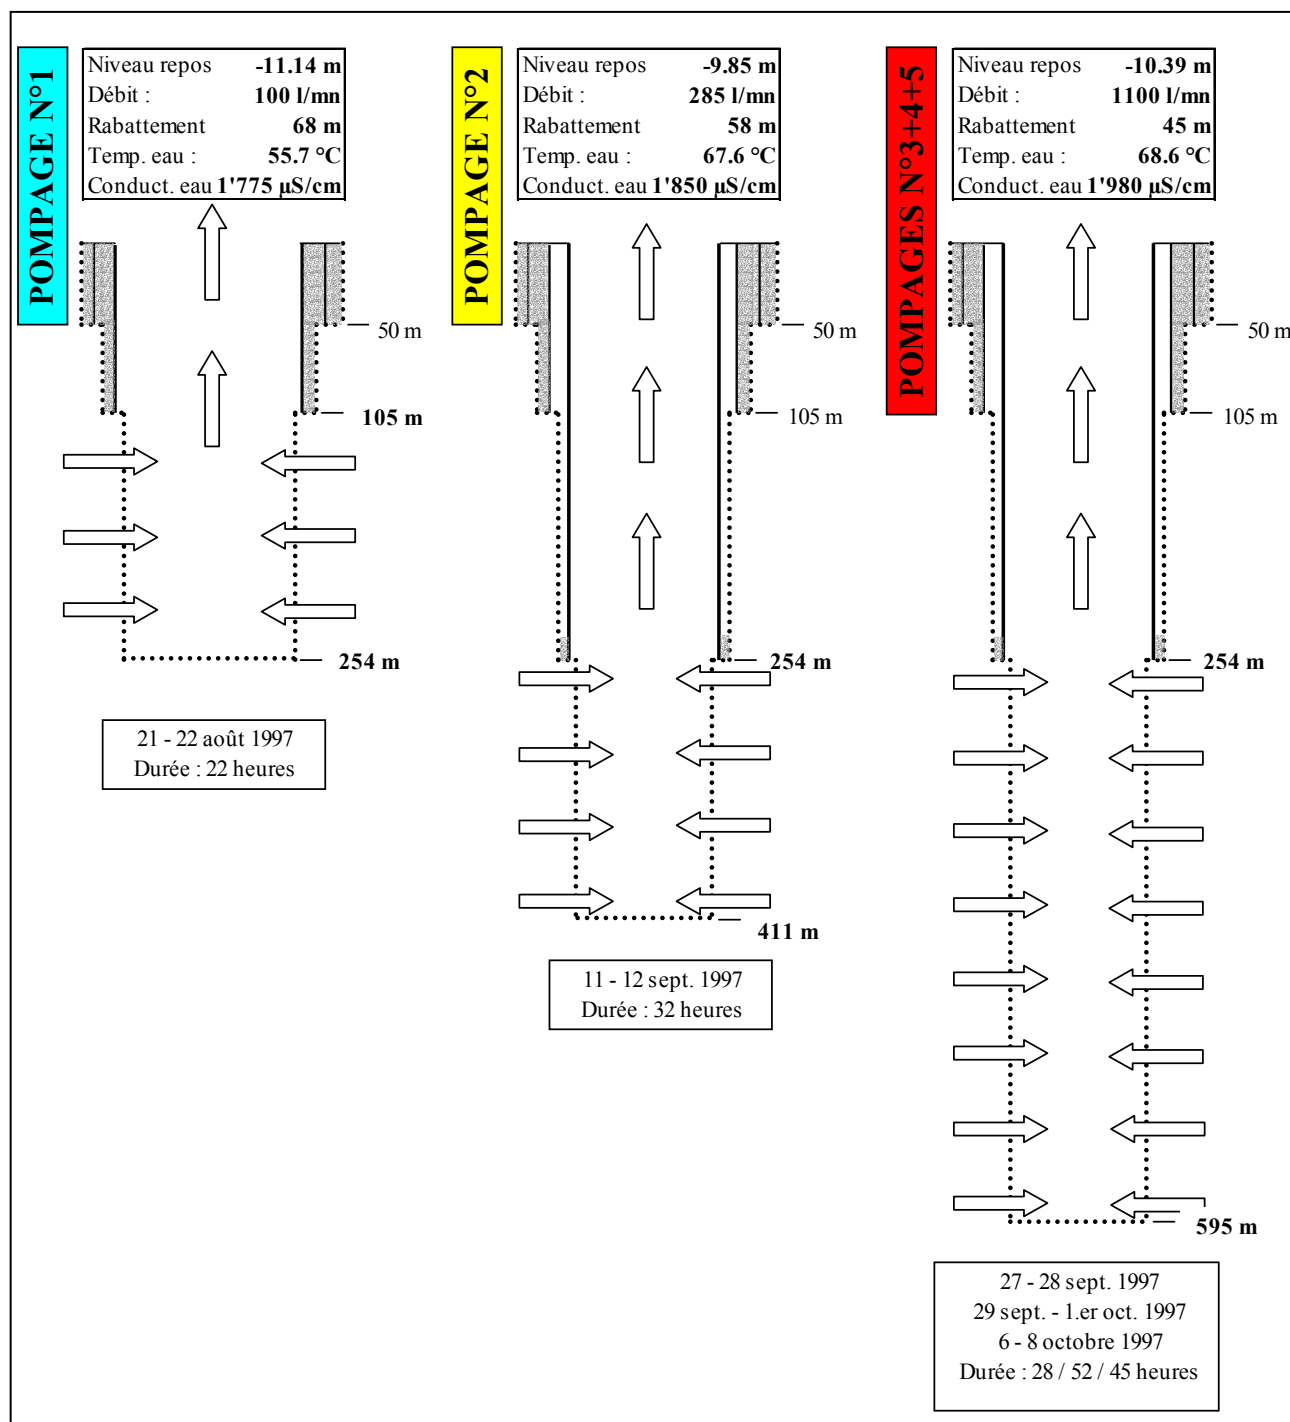 POMPAGE N°1
Niveau repos -11.14 m
Débit : 100 l/mn
Rabattement 68 m
Temp. eau : 55.7 °C
Conduct. eau 1'775 µS/cm
50 m
105 m
254 m
21 - 22 août 1997
Durée : 22 heures
POMPAGE N°2
Niveau repos -9.85 m
Débit : 285 l/mn
Rabattement 58 m
Temp. eau : 67.6 °C
Conduct. eau 1'850 µS/cm
50 m
105 m
254 m
411 m
11 - 12 sept. 1997
Durée : 32 heures
POMPAGES N°3+4+5
Niveau repos -10.39 m
Débit : 1100 l/mn
Rabattement 45 m
Temp. eau : 68.6 °C
Conduct. eau 1'980 µS/cm
50 m
105 m
254 m
595 m
27 - 28 sept. 1997
29 sept. - 1.er oct. 1997
6 - 8 octobre 1997
Durée : 28 / 52 / 45 heures